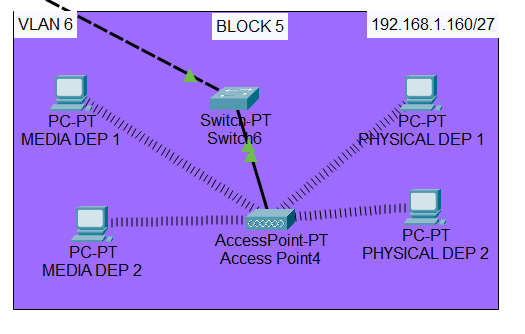 VLAN 6
BLOCK 5
192.168.1.160/27
PC-PT
MEDIA DEP 1
Switch-PT
Switch6
PC-PT
PHYSICAL DEP 1
PC-PT
MEDIA DEP 2
AccessPoint-PT
Access Point4
PC-PT
PHYSICAL DEP 2